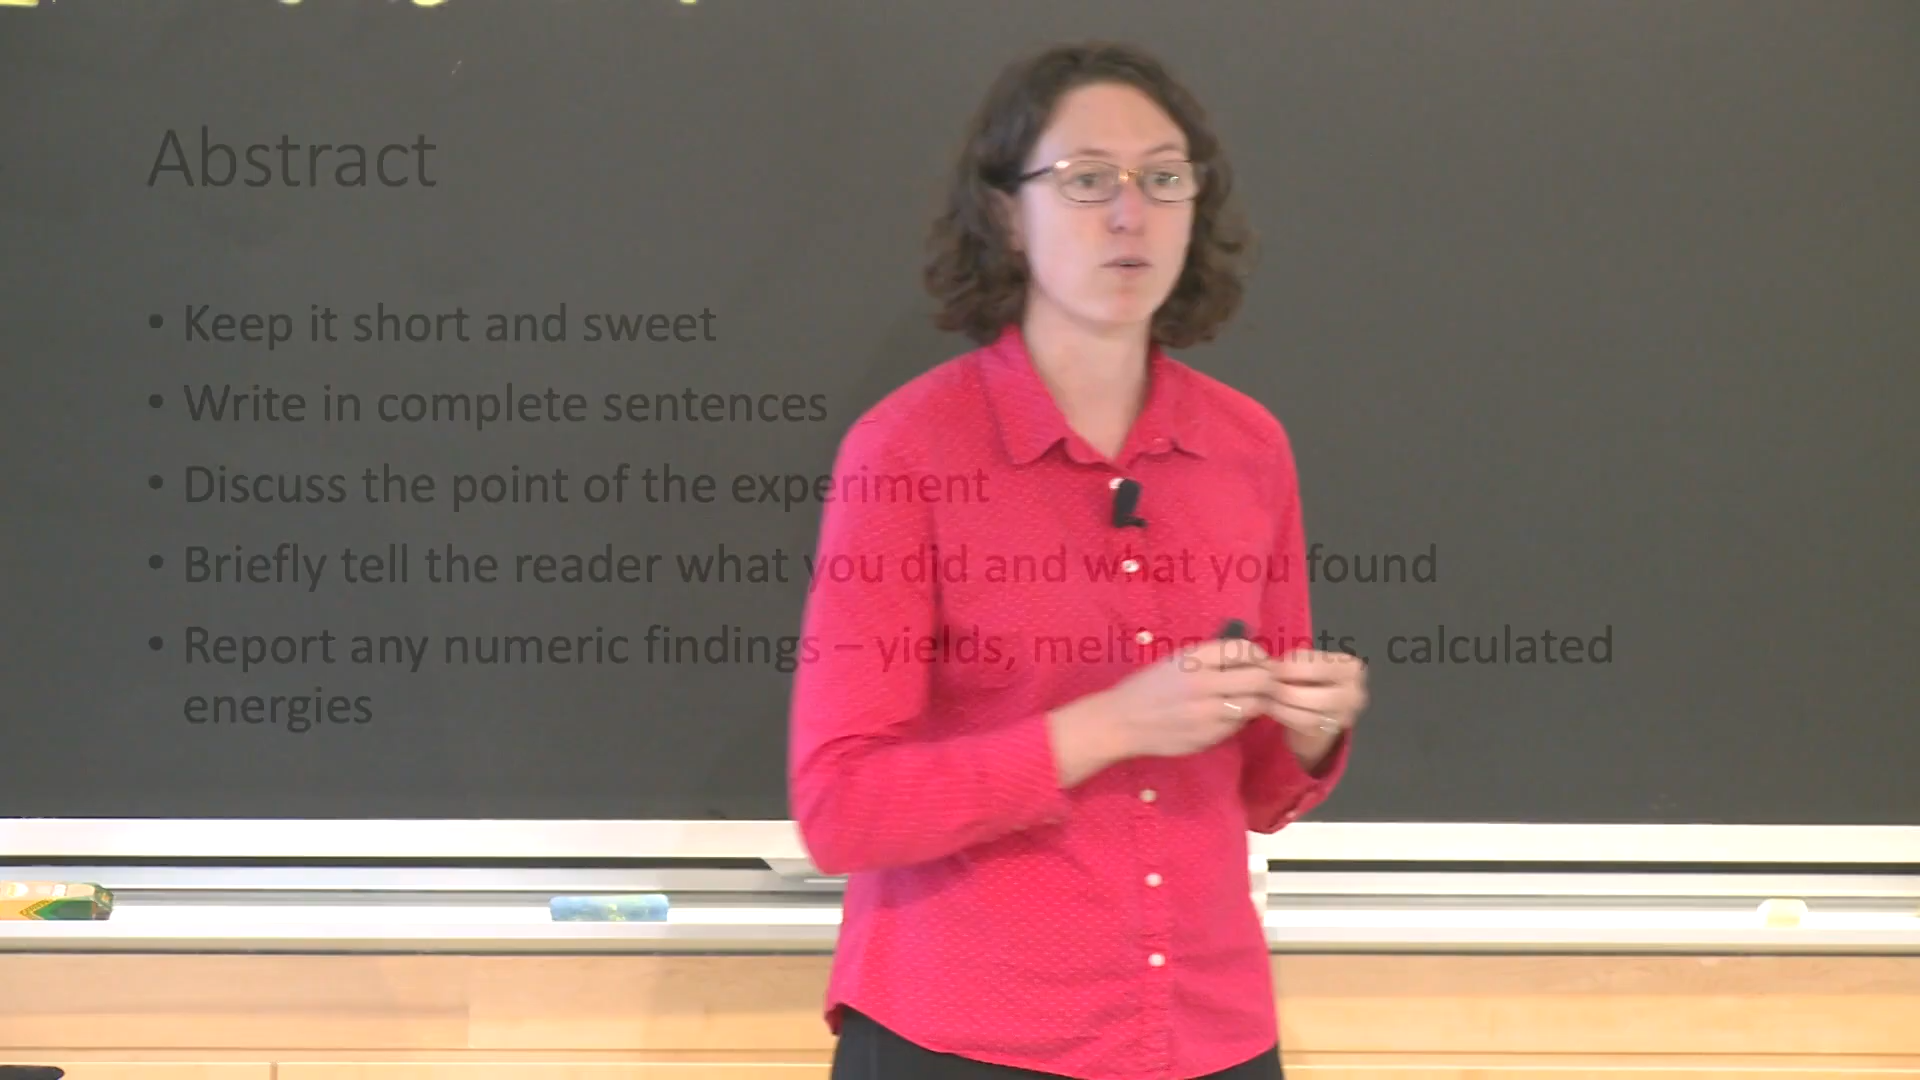 Abstract
• Keep it short and sweet
• Write in complete sentences
• Discuss the point of the experiment
• Briefly tell the reader what you did and what you found
• Report any numeric findings – yields, melting points, calculated
energies